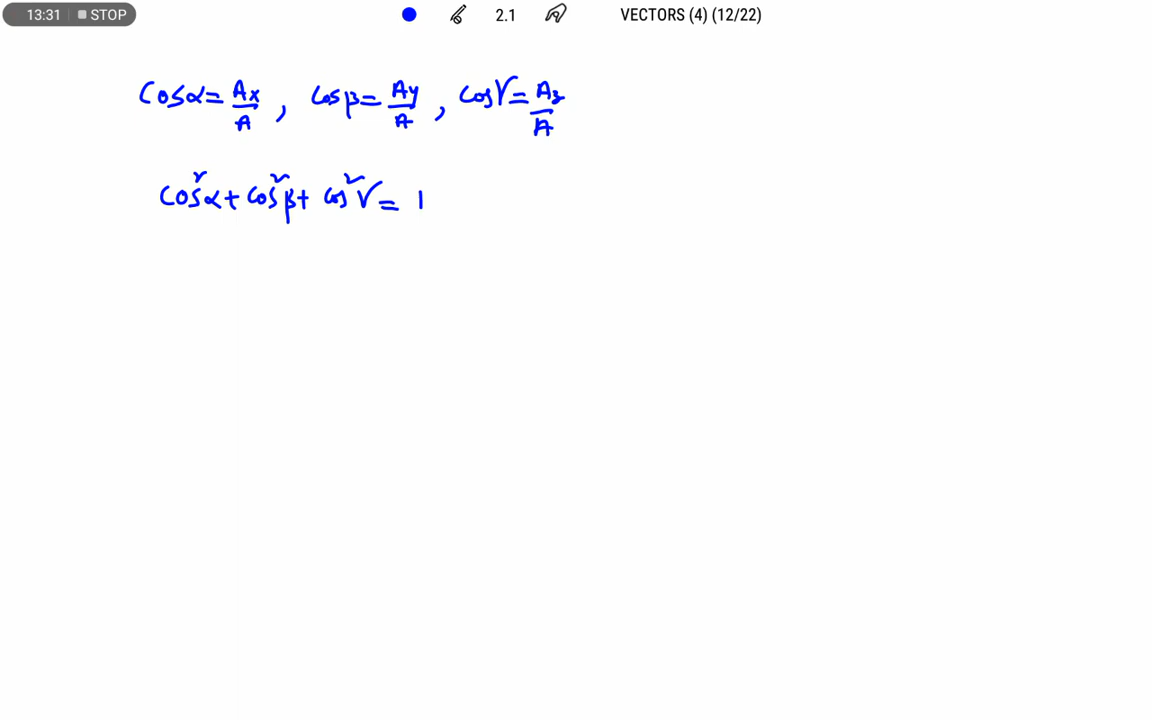 13:31 STOP 2.1 VECTORS (4) (12/22)
Cosα = Ax/A , Cosβ = Ay/A , Cosγ = Az/A
Cos²α + Cos²β + Cos²γ = 1